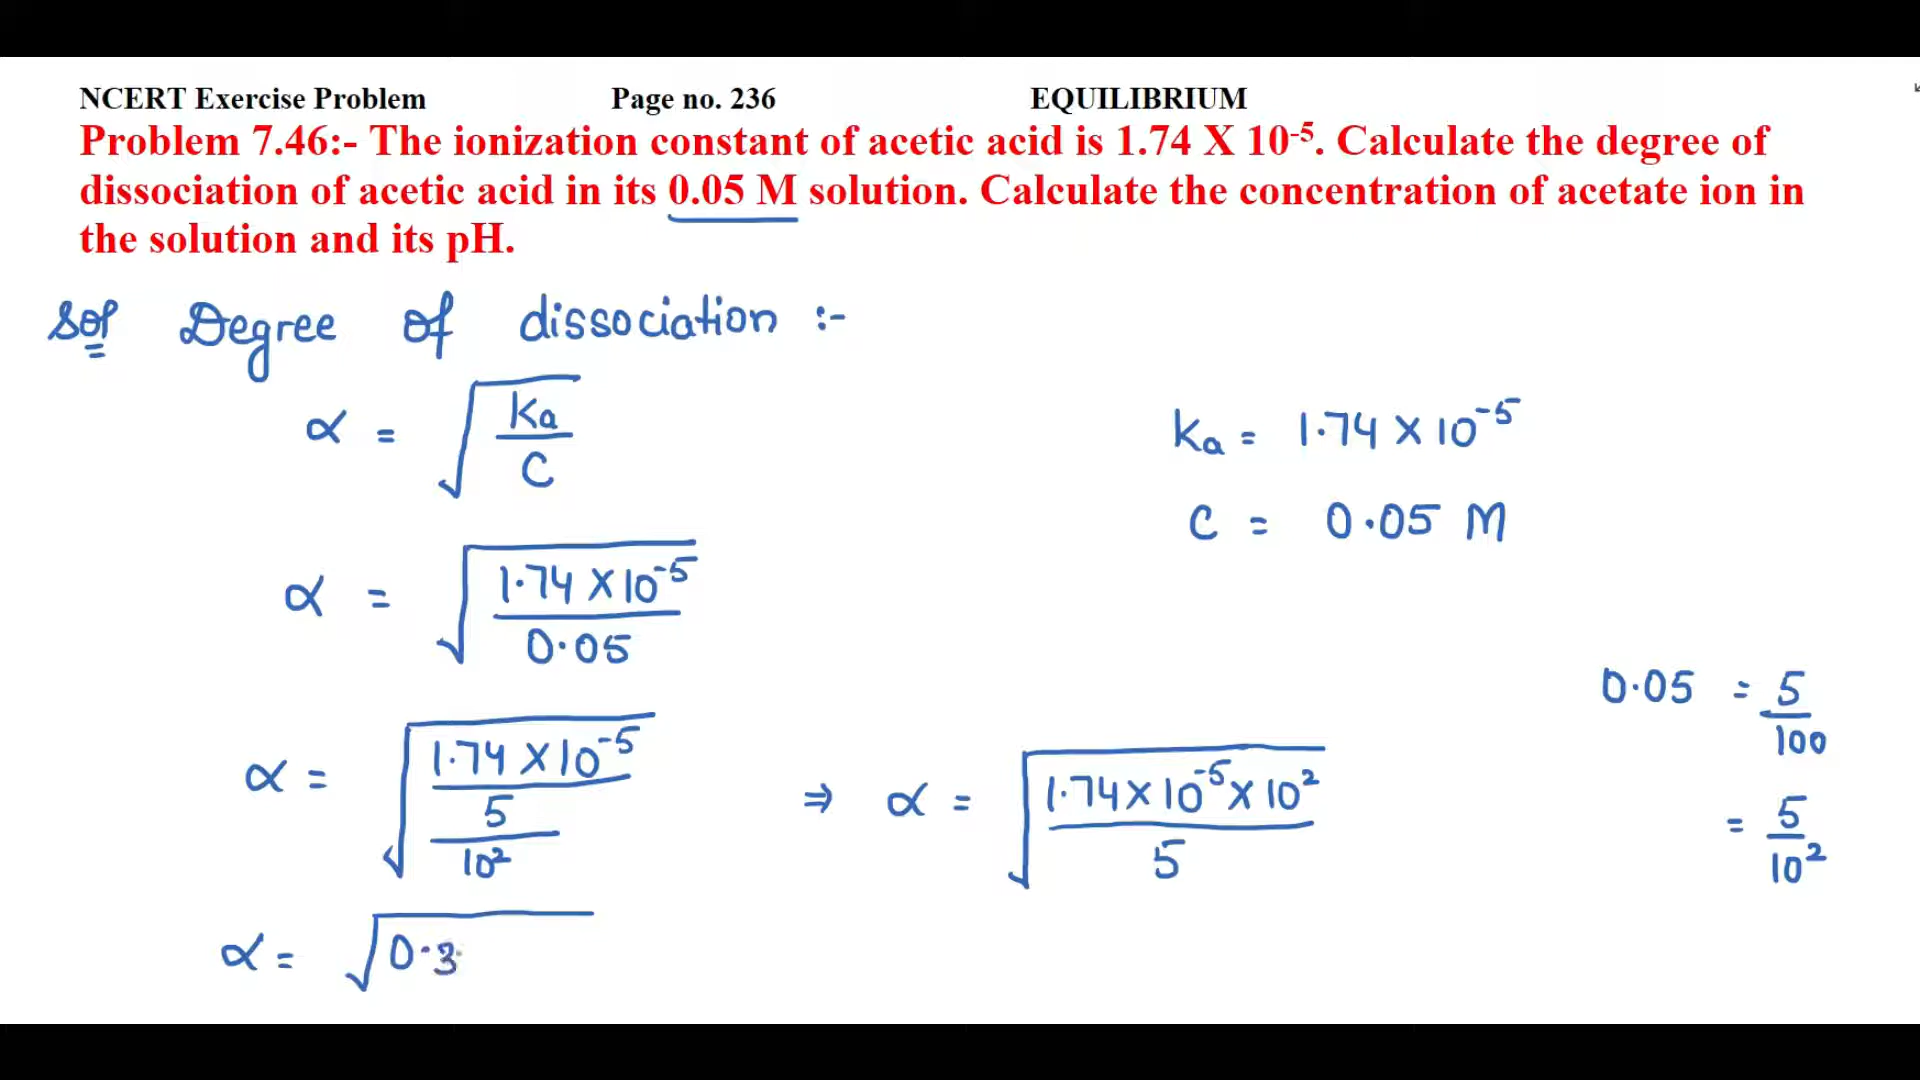 NCERT Exercise Problem Page no. 236 EQUILIBRIUM
Problem 7.46:- The ionization constant of acetic acid is 1.74 X 10⁻⁵. Calculate the degree of
dissociation of acetic acid in its 0.05 M solution. Calculate the concentration of acetate ion in
the solution and its pH.
Sol Degree of dissociation :-
α = √(Ka/C)
Ka = 1.74 × 10⁻⁵
C = 0.05 M
α = √(1.74 × 10⁻⁵/0.05)
0.05 = 5/100
α = √(1.74 × 10⁻⁵/(5/10²)) ⇒ α = √(1.74 × 10⁻⁵ × 10²/5)
= 5/10²
α = √0.3